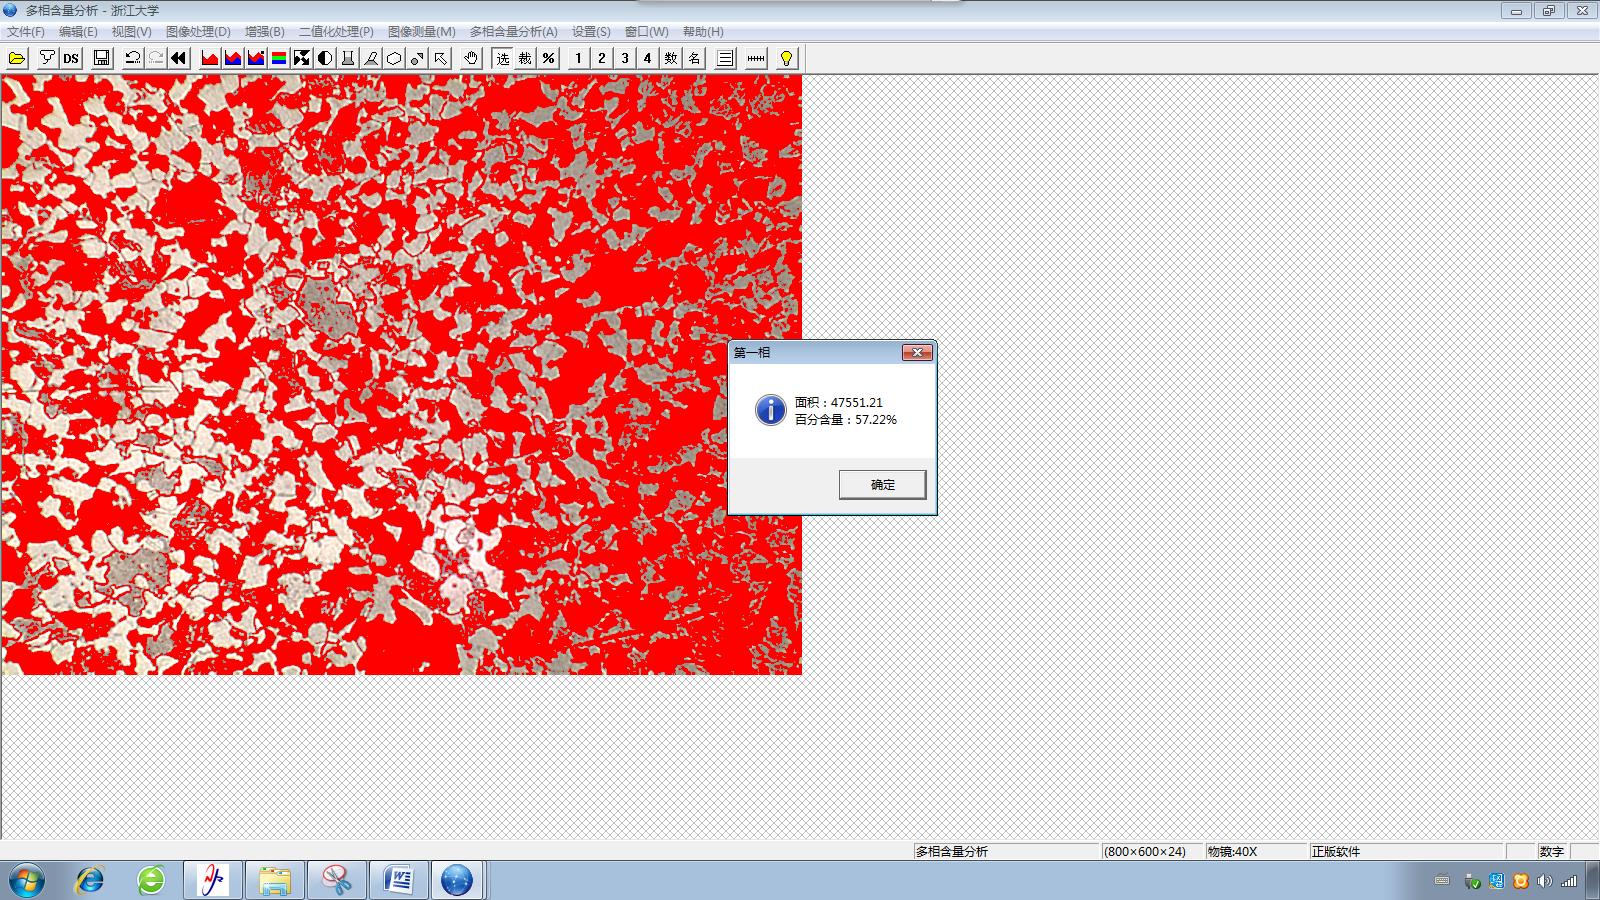 多相含量分析 - 浙江大学
文件(F) 编辑(E) 视图(V) 图像处理(D) 增强(B) 二值化处理(P) 图像测量(M) 多相含量分析(A) 设置(S) 窗口(W) 帮助(H)
DS 选 裁 % 1 2 3 4 数 名
第一相
面积：47551.21
百分含量：57.22%
确定
多相含量分析 (800×600×24) 物镜:40X 正版软件 数字